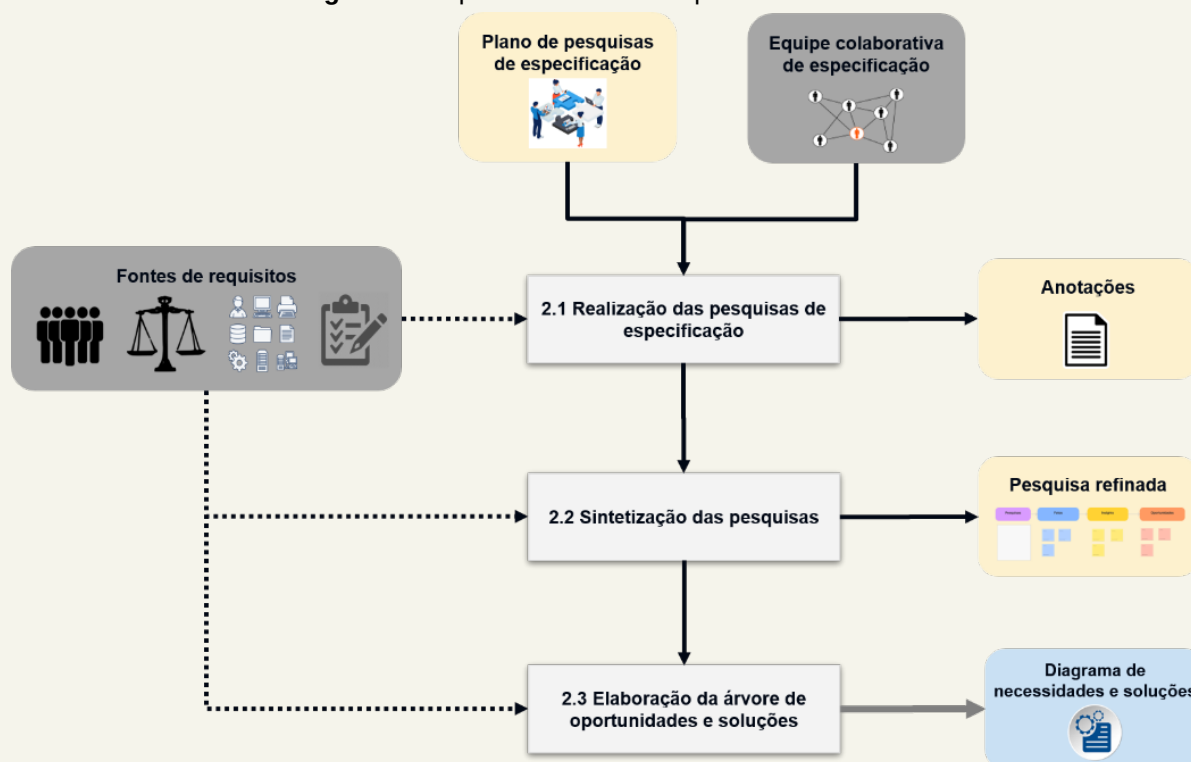 Plano de pesquisas
de especificação
Equipe colaborativa
de especificação
Fontes de requisitos
2.1 Realização das pesquisas de
especificação
Anotações
2.2 Sintetização das pesquisas
Pesquisa refinada
2.3 Elaboração da árvore de
oportunidades e soluções
Diagrama de
necessidades e soluções